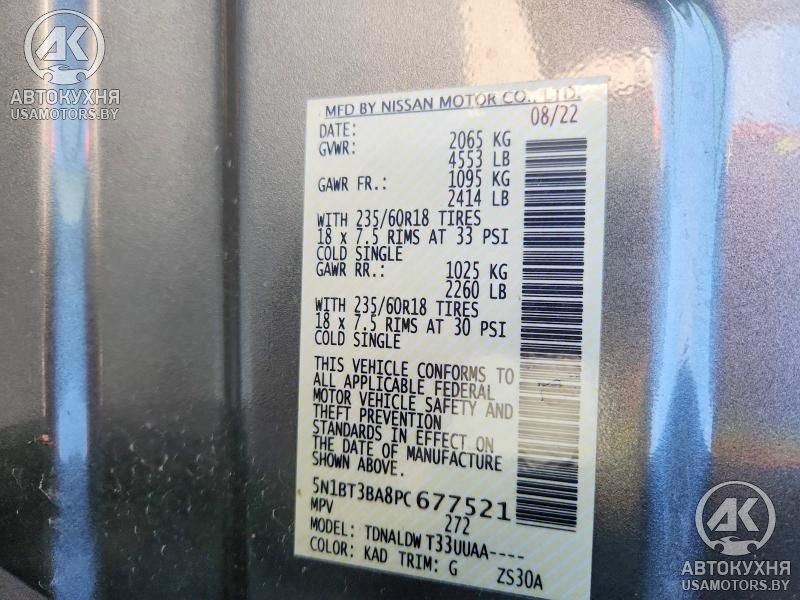 АК
АВТОКУХНЯ
USAMOTORS.BY
MFD BY NISSAN MOTOR CO., LTD.
DATE: 08/22
GVWR: 2065 KG
4553 LB
GAWR FR.: 1095 KG
2414 LB
WITH 235/60R18 TIRES
18 x 7.5 RIMS AT 33 PSI
COLD SINGLE
GAWR RR.: 1025 KG
2260 LB
WITH 235/60R18 TIRES
18 x 7.5 RIMS AT 30 PSI
COLD SINGLE
THIS VEHICLE CONFORMS TO
ALL APPLICABLE FEDERAL
MOTOR VEHICLE SAFETY AND
THEFT PREVENTION
STANDARDS IN EFFECT ON
THE DATE OF MANUFACTURE
SHOWN ABOVE.
5N1BT3BA8PC677521
MPV 272
MODEL: TDNALDW T33UUAA----
COLOR: KAD TRIM: G ZS30A
АК
АВТОКУХНЯ
USAMOTORS.BY